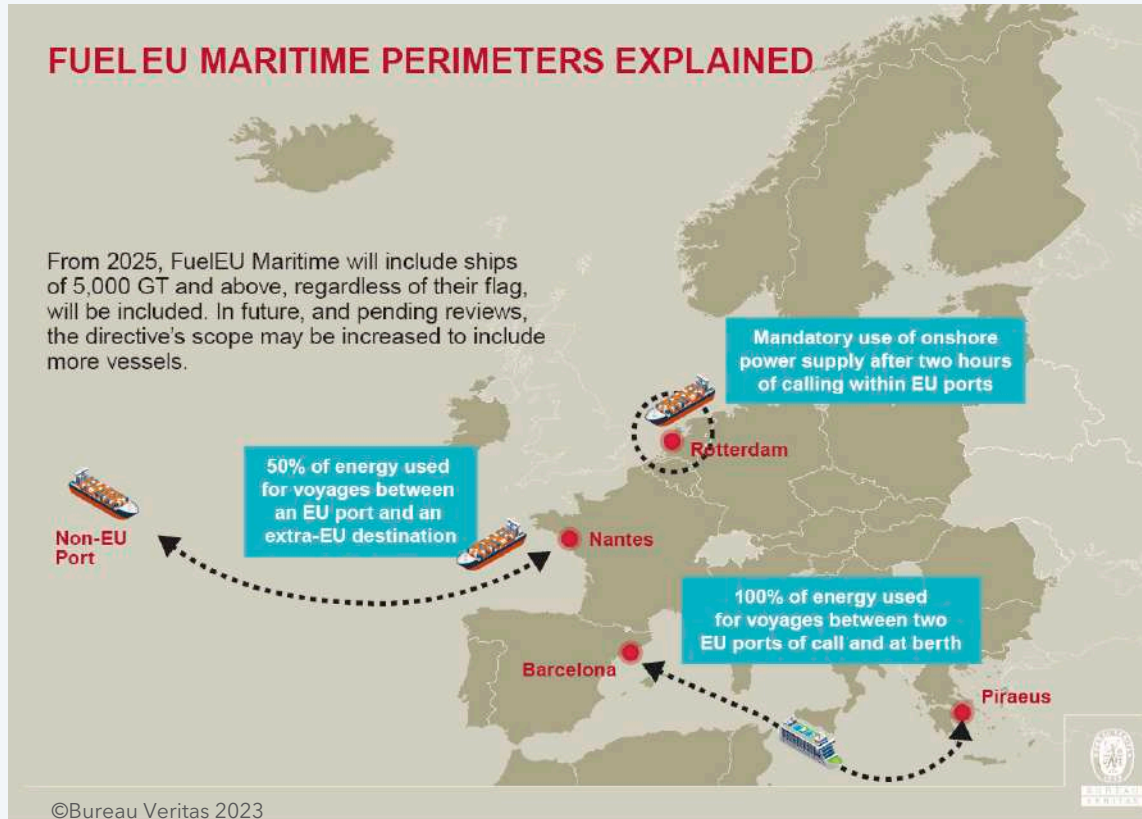 FUELEU MARITIME PERIMETERS EXPLAINED
From 2025, FuelEU Maritime will include ships
of 5,000 GT and above, regardless of their flag,
will be included. In future, and pending reviews,
the directive's scope may be increased to include
more vessels.
Mandatory use of onshore
power supply after two hours
of calling within EU ports
Rotterdam
50% of energy used
for voyages between
an EU port and an
extra-EU destination
Non-EU
Port
Nantes
100% of energy used
for voyages between two
EU ports of call and at berth
Barcelona
Piraeus
BUREAU
VERITAS
©Bureau Veritas 2023